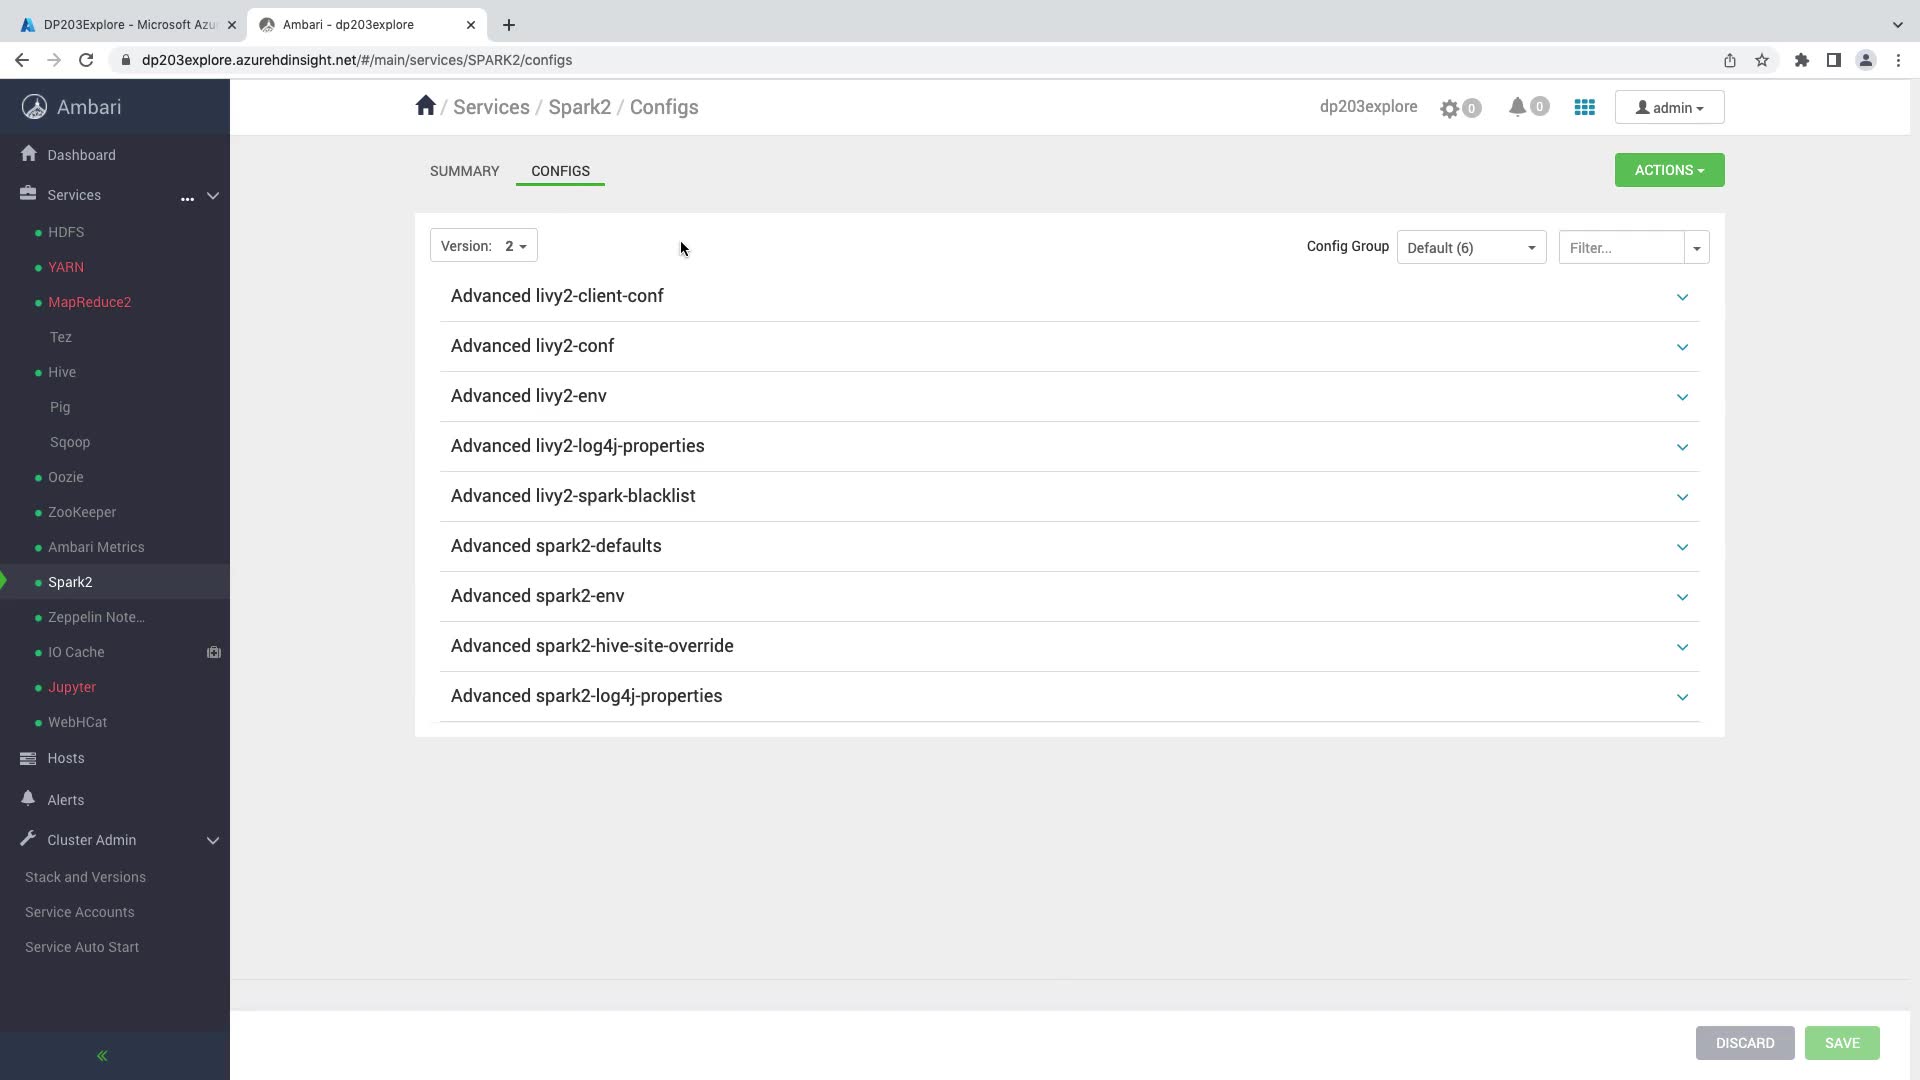 DP203Explore - Microsoft Azu
Ambari - dp203explore
dp203explore.azurehdinsight.net/#/main/services/SPARK2/configs
Ambari
/ Services / Spark2 / Configs
dp203explore
0
0
admin
Dashboard
Services
...
HDFS
YARN
MapReduce2
Tez
Hive
Pig
Sqoop
Oozie
ZooKeeper
Ambari Metrics
Spark2
Zeppelin Note...
IO Cache
Jupyter
WebHCat
Hosts
Alerts
Cluster Admin
Stack and Versions
Service Accounts
Service Auto Start
SUMMARY
CONFIGS
ACTIONS
Version: 2
Config Group
Default (6)
Filter...
Advanced livy2-client-conf
Advanced livy2-conf
Advanced livy2-env
Advanced livy2-log4j-properties
Advanced livy2-spark-blacklist
Advanced spark2-defaults
Advanced spark2-env
Advanced spark2-hive-site-override
Advanced spark2-log4j-properties
DISCARD
SAVE